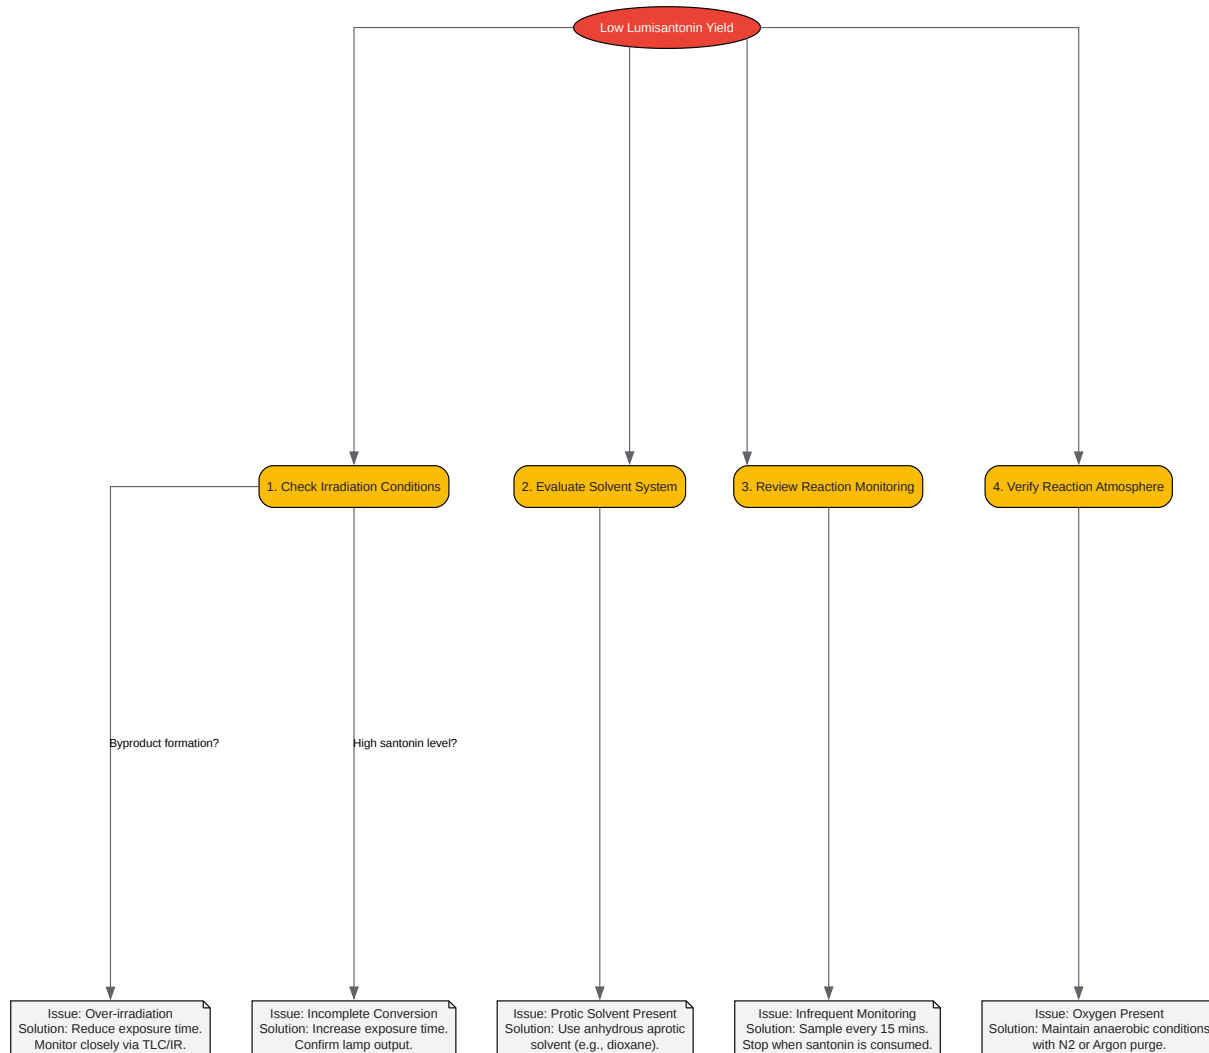 Low Lumisantonin Yield
1. Check Irradiation Conditions
2. Evaluate Solvent System
3. Review Reaction Monitoring
4. Verify Reaction Atmosphere
Byproduct formation?
High santonin level?
Issue: Over-irradiation
Solution: Reduce exposure time.
Monitor closely via TLC/IR.
Issue: Incomplete Conversion
Solution: Increase exposure time.
Confirm lamp output.
Issue: Protic Solvent Present
Solution: Use anhydrous aprotic
solvent (e.g., dioxane).
Issue: Infrequent Monitoring
Solution: Sample every 15 mins.
Stop when santonin is consumed.
Issue: Oxygen Present
Solution: Maintain anaerobic conditions
with N2 or Argon purge.